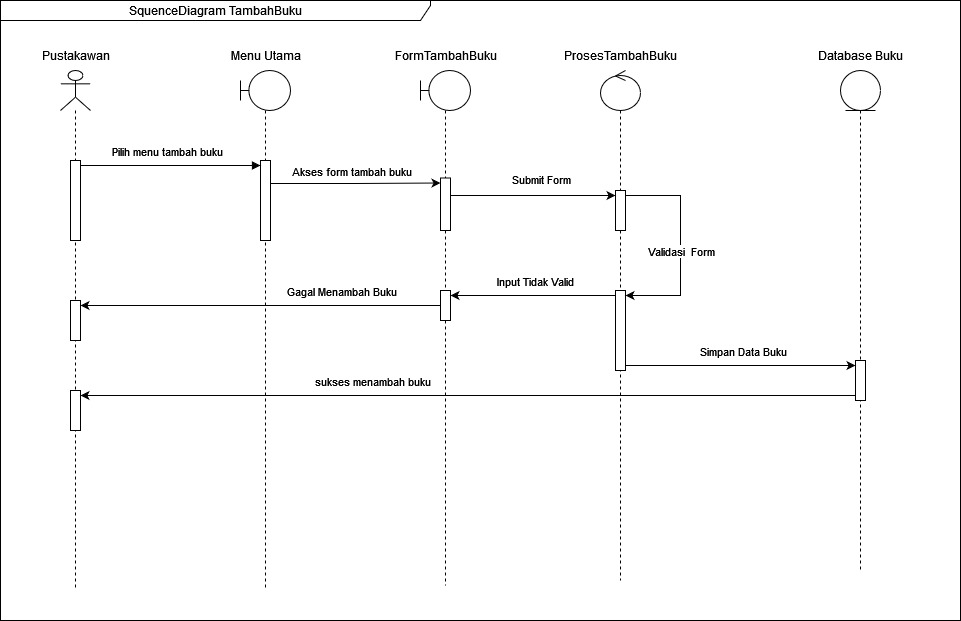 SquenceDiagram TambahBuku
Pustakawan
Menu Utama
FormTambahBuku
ProsesTambahBuku
Database Buku
Pilih menu tambah buku
Akses form tambah buku
Submit Form
Validasi Form
Input Tidak Valid
Gagal Menambah Buku
Simpan Data Buku
sukses menambah buku